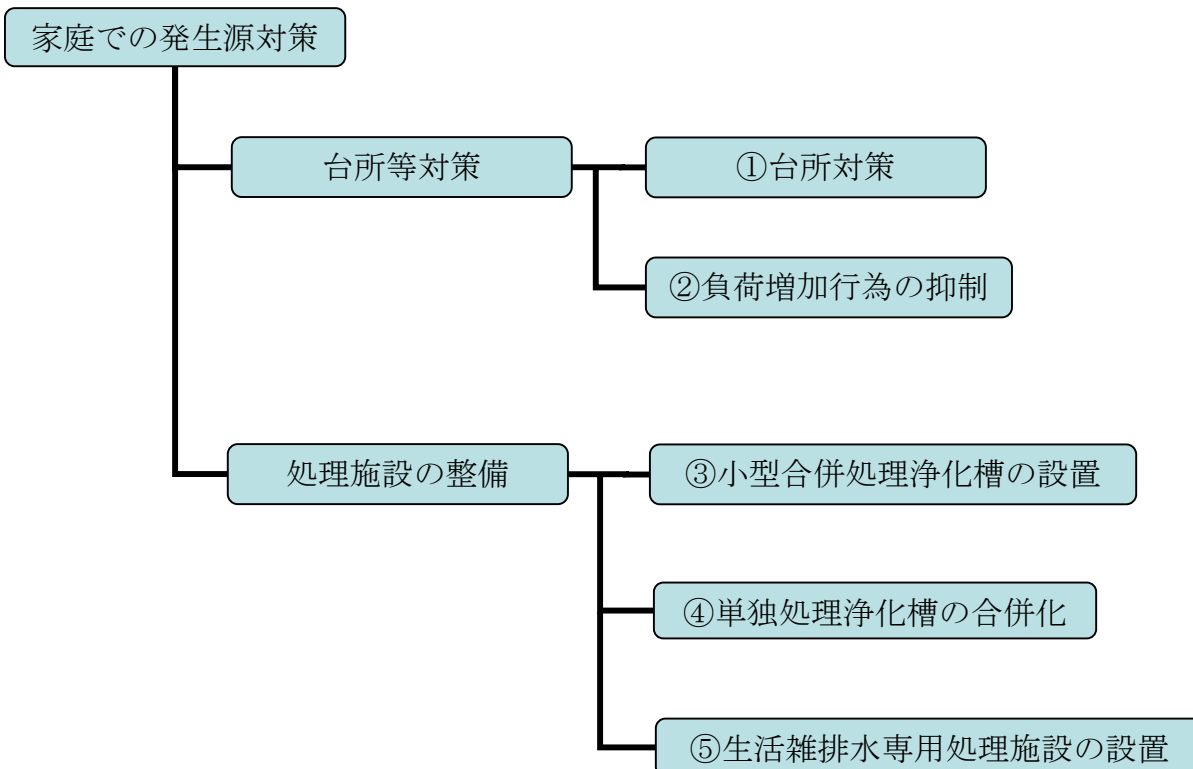 家庭での発生源対策
台所等対策
①台所対策
②負荷増加行為の抑制
処理施設の整備
③小型合併処理浄化槽の設置
④単独処理浄化槽の合併化
⑤生活雑排水専用処理施設の設置